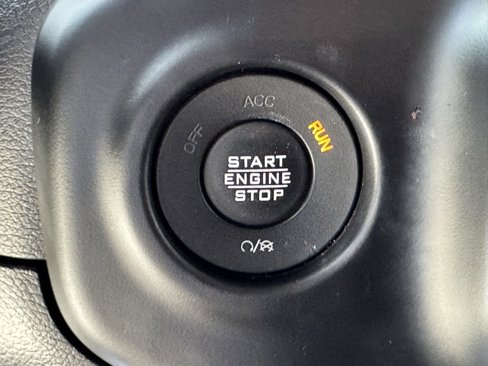 ACC
OFF
RUN
START
ENGINE
STOP